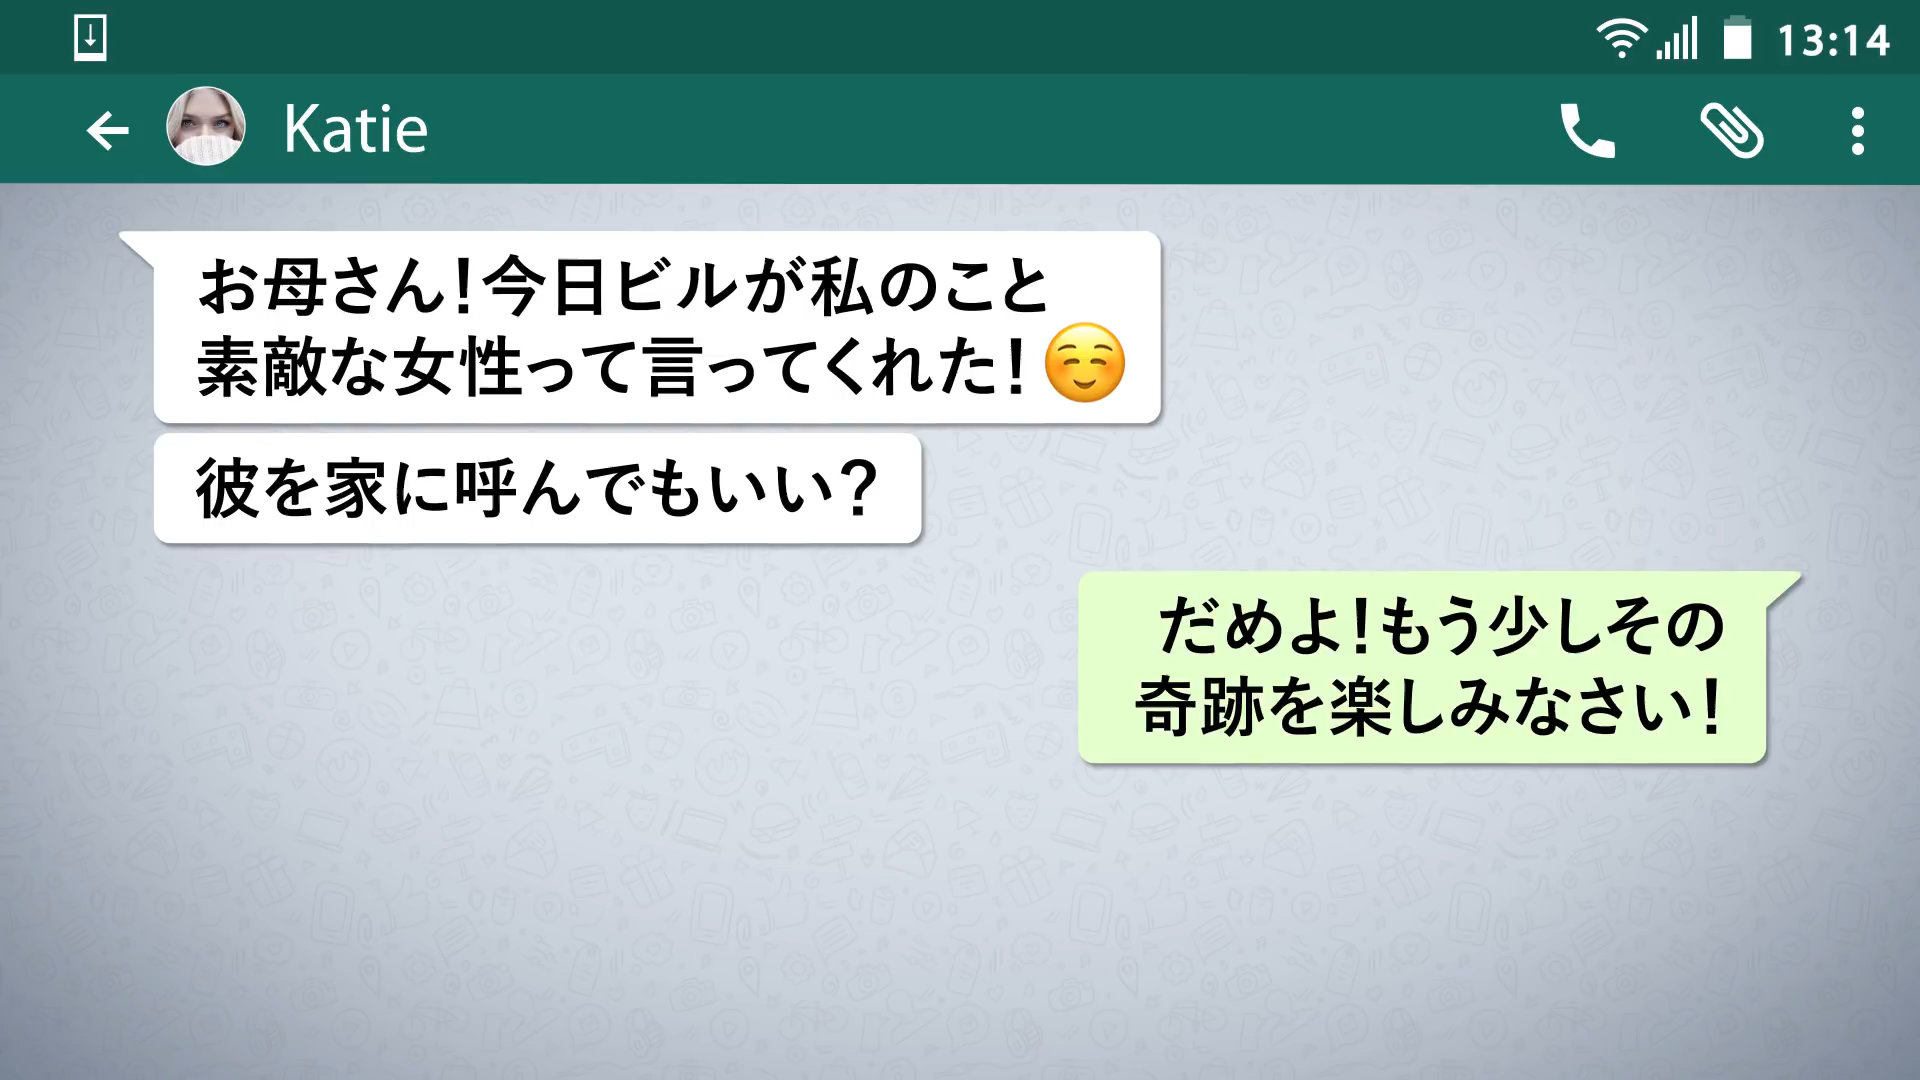 13:14
Katie
お母さん！今日ビルが私のこと
素敵な女性って言ってくれた！☺️
彼を家に呼んでもいい？
だめよ！もう少しその
奇跡を楽しみなさい！